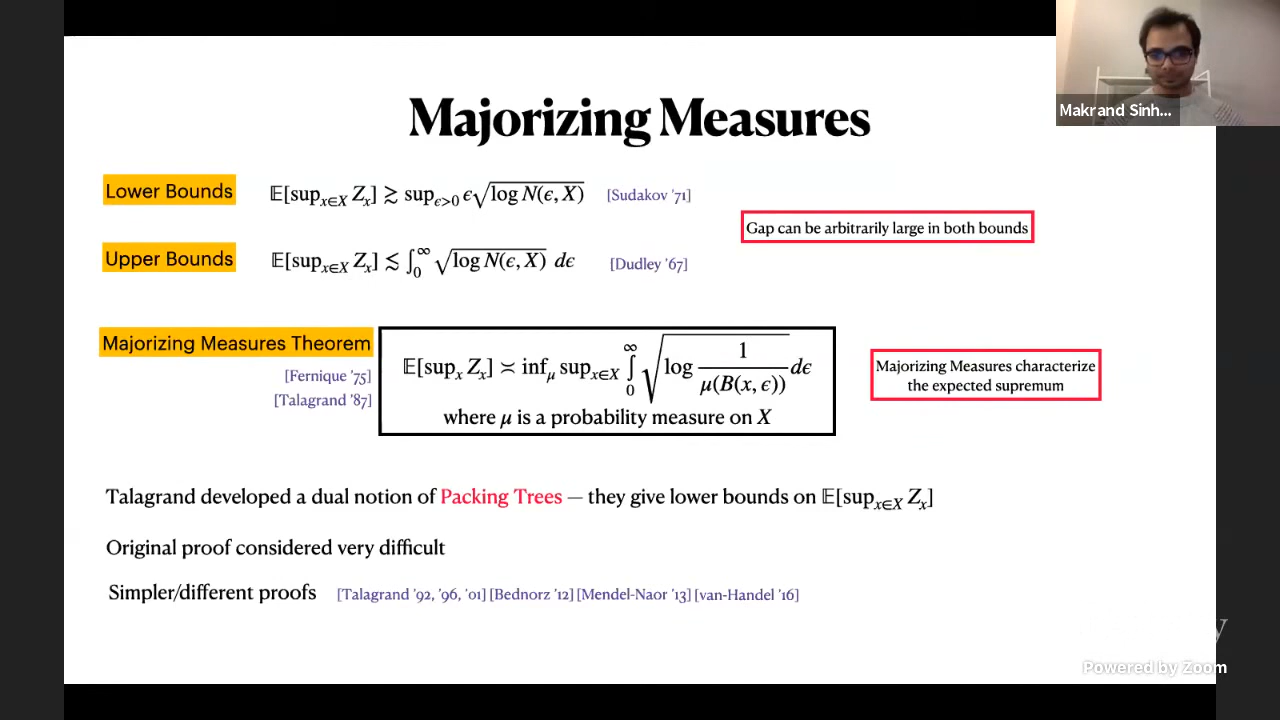 Majorizing Measures
Makrand Sinh...
Lower Bounds 𝔼[sup_{x∈X} Z_x] ≳ sup_{ϵ>0} ϵ√(log N(ϵ, X)) [Sudakov '71]
Gap can be arbitrarily large in both bounds
Upper Bounds 𝔼[sup_{x∈X} Z_x] ≲ ∫_0^∞ √(log N(ϵ, X)) dϵ [Dudley '67]
Majorizing Measures Theorem
[Fernique '75]
[Talagrand '87]
𝔼[sup_x Z_x] ≍ inf_μ sup_{x∈X} ∫_0^∞ √(log 1/μ(B(x, ϵ))) dϵ
where μ is a probability measure on X
Majorizing Measures characterize
the expected supremum
Talagrand developed a dual notion of Packing Trees — they give lower bounds on 𝔼[sup_{x∈X} Z_x]
Original proof considered very difficult
Simpler/different proofs [Talagrand '92, '96, '01] [Bednorz '12] [Mendel-Naor '13] [van-Handel '16]
Powered by Zoom